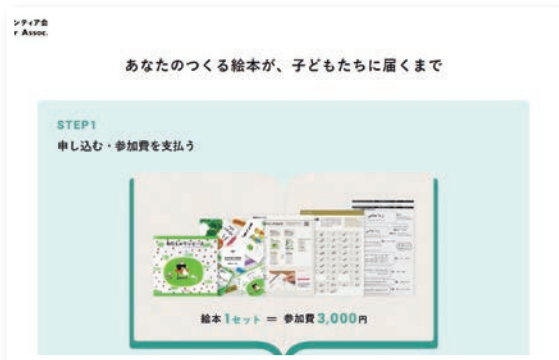 ンティア会
r Assoc.
あなたのつくる絵本が、子どもたちに届くまで
STEP1
申し込む・参加費を支払う
絵本1セット = 参加費3,000円